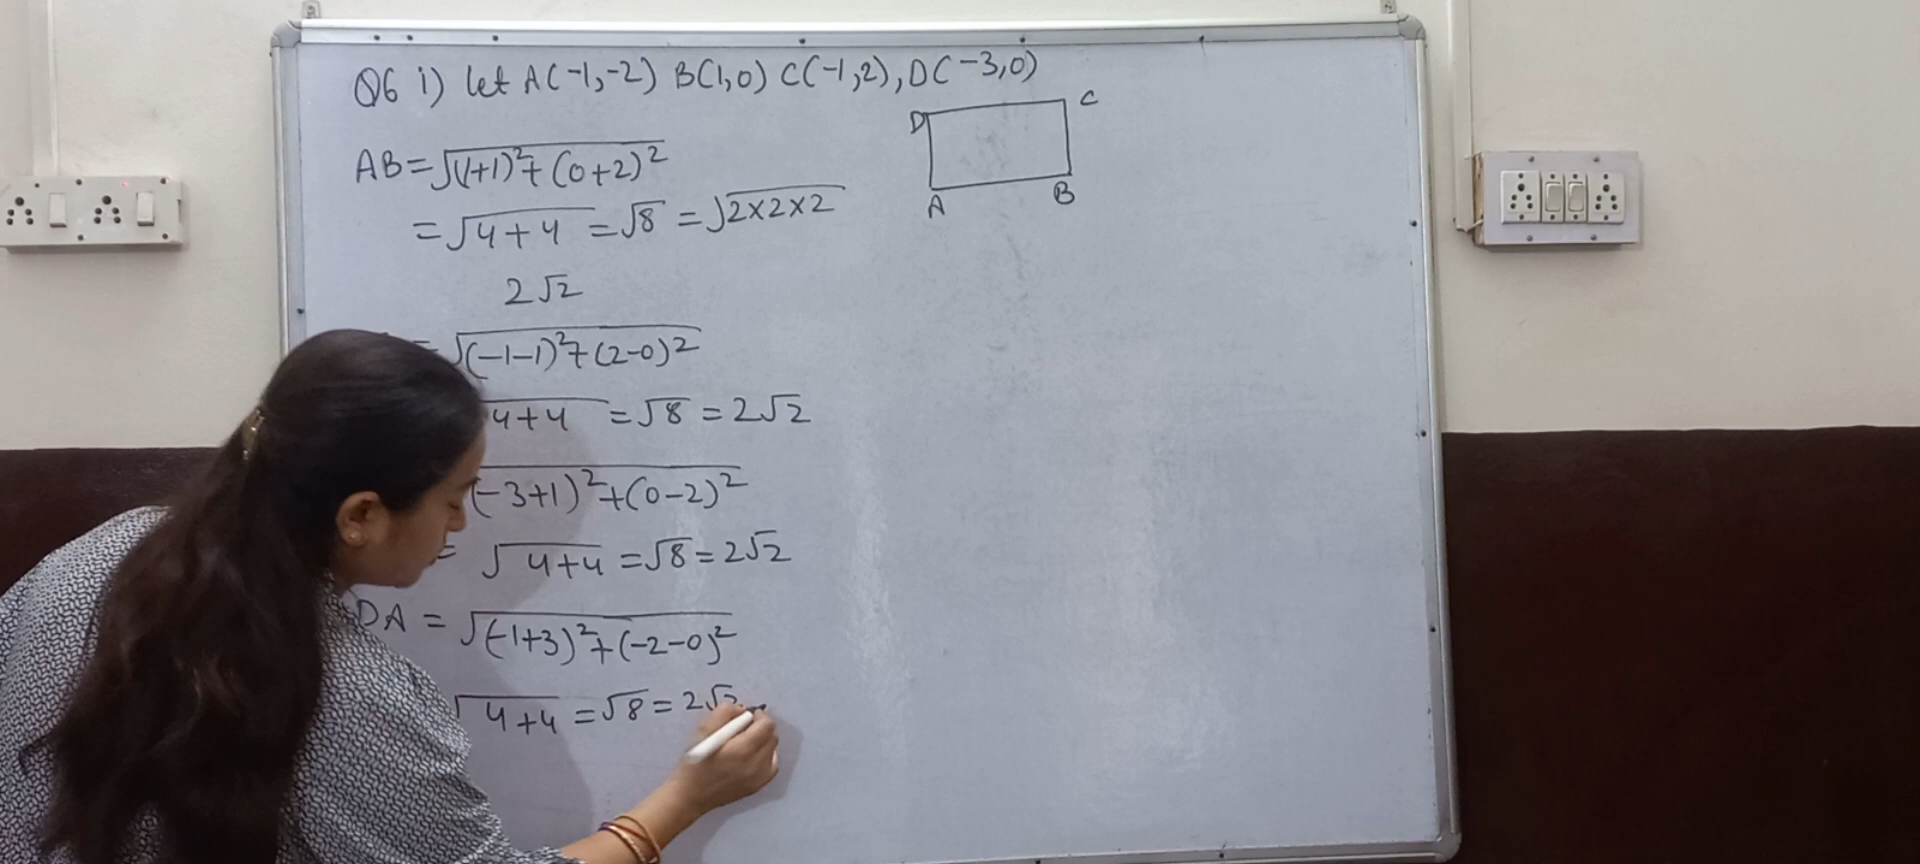 Q6 i) let A(-1,-2) B(1,0) C(-1,2), D(-3,0)
D C
A B
AB = √(1+1)²+(0+2)²
= √4+4 = √8 = √2×2×2
2√2
= √(-1-1)²+(2-0)²
4+4 = √8 = 2√2
(-3+1)²+(0-2)²
= √4+4 = √8 = 2√2
DA = √(-1+3)²+(-2-0)²
√4+4 = √8 = 2√2